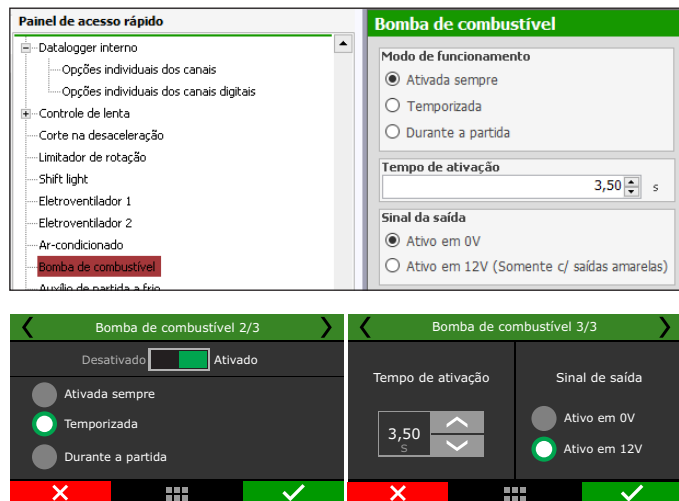 Painel de acesso rápido
Datalogger interno
Opções individuais dos canais
Opções individuais dos canais digitais
Controle de lenta
Corte na desaceleração
Limitador de rotação
Shift light
Eletroventilador 1
Eletroventilador 2
Ar-condicionado
Bomba de combustível
Auxílio de partida a frio
Bomba de combustível
Modo de funcionamento
Ativada sempre
Temporizada
Durante a partida
Tempo de ativação
3,50 s
Sinal da saída
Ativo em 0V
Ativo em 12V (Somente c/ saídas amarelas)
Bomba de combustível 2/3
Desativado Ativado
Ativada sempre
Temporizada
Durante a partida
Bomba de combustível 3/3
Tempo de ativação
3,50
s
Sinal de saída
Ativo em 0V
Ativo em 12V